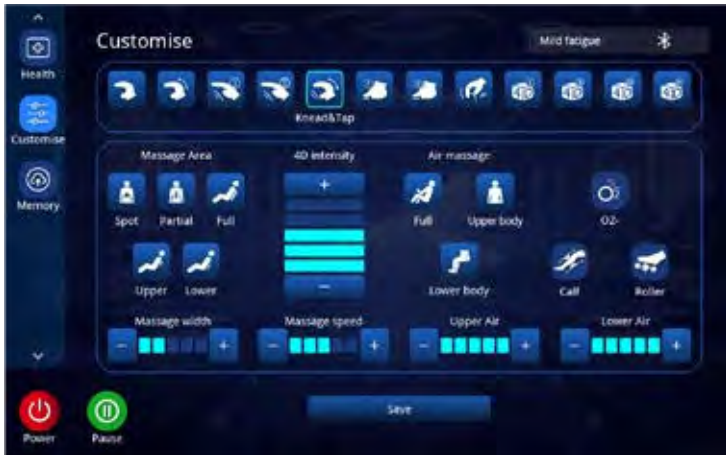 Customise
Mild fatigue
Health
Knead&Tap
Customise
Massage Area
4D intensity
Air massage
Memory
+
Spot
Partial
Full
Full
Upper body
O2-
Upper
Lower
−
Lower body
Calf
Roller
Massage width
Massage speed
Upper Air
Lower Air
− +
− +
− +
− +
Save
Power
Pause